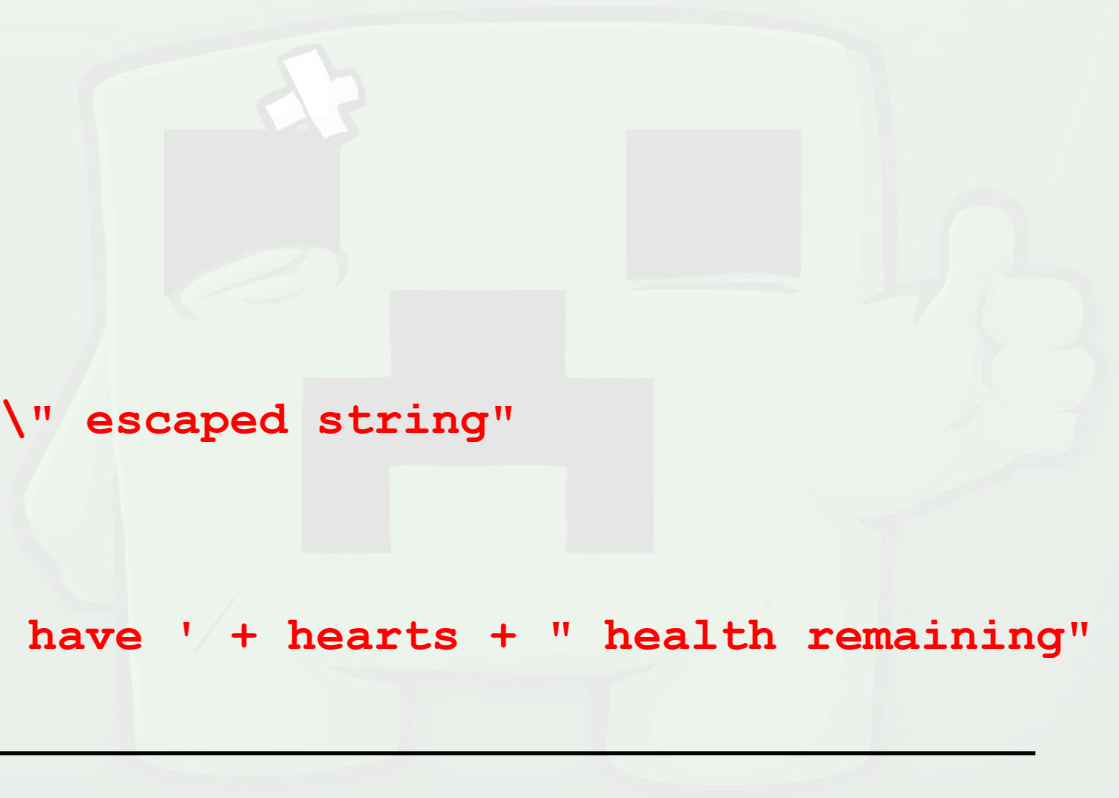 \" escaped string"
have ' + hearts + " health remaining"